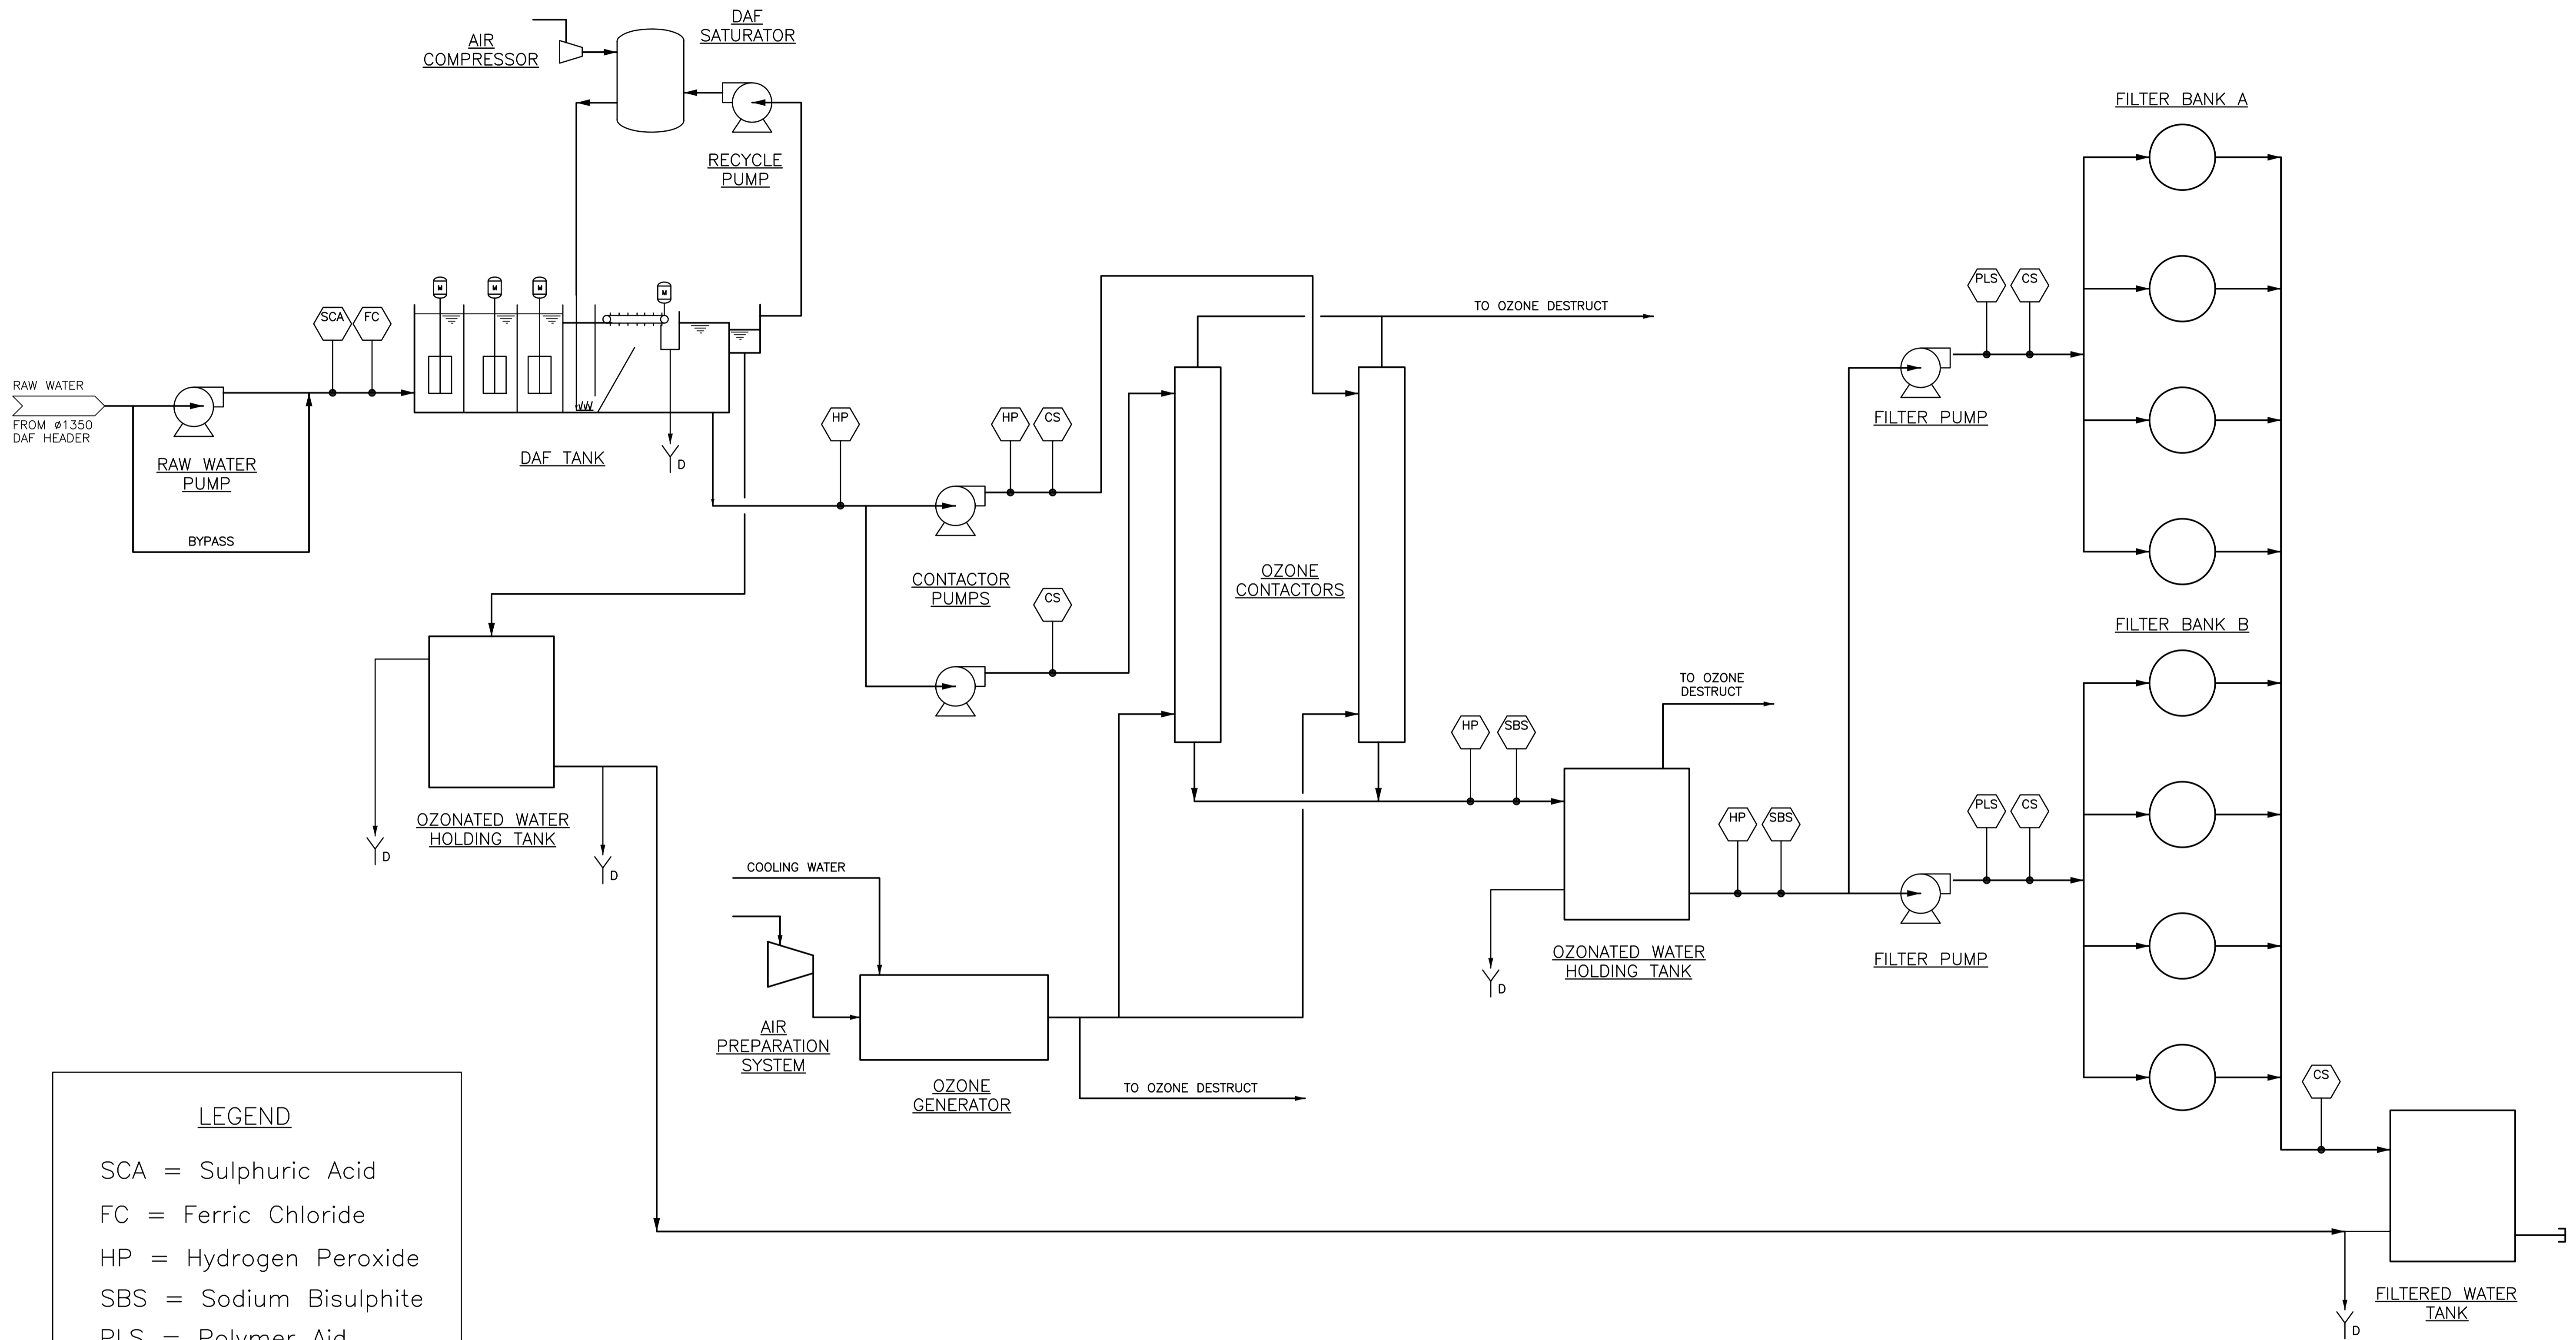 DAF
SATURATOR
AIR
COMPRESSOR
RECYCLE
PUMP
FILTER BANK A
M
M
M
M
SCA
FC
RAW WATER
FROM ø1350
DAF HEADER
RAW WATER
PUMP
BYPASS
DAF TANK
D
HP
HP
CS
CONTACTOR
PUMPS
CS
OZONE
CONTACTORS
TO OZONE DESTRUCT
PLS
CS
FILTER PUMP
FILTER BANK B
OZONATED WATER
HOLDING TANK
D
D
HP
SBS
TO OZONE
DESTRUCT
HP
SBS
PLS
CS
FILTER PUMP
OZONATED WATER
HOLDING TANK
D
COOLING WATER
AIR
PREPARATION
SYSTEM
OZONE
GENERATOR
TO OZONE DESTRUCT
CS
FILTERED WATER
TANK
D
LEGEND
SCA = Sulphuric Acid
FC = Ferric Chloride
HP = Hydrogen Peroxide
SBS = Sodium Bisulphite
PLS = Polymer Aid